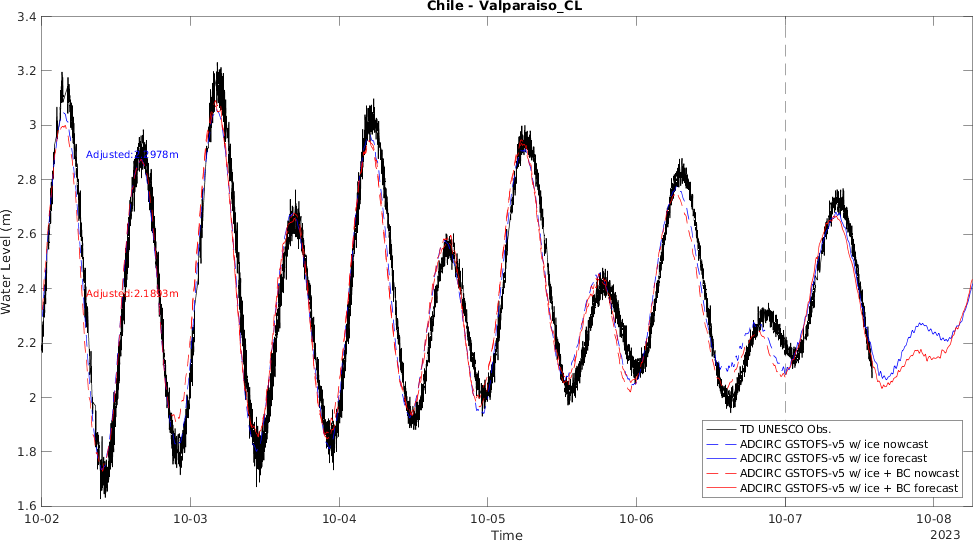 Chile - Valparaiso_CL
3.4
3.2
3
2.8
2.6
2.4
2.2
2
1.8
1.6
Water Level (m)
Adjusted:
Adjusted:2.1893m
10-02
10-03
10-04
10-05
10-06
10-07
10-08
Time
2023
TD UNESCO Obs.
ADCIRC GSTOFS-v5 w/ ice nowcast
ADCIRC GSTOFS-v5 w/ ice forecast
ADCIRC GSTOFS-v5 w/ ice + BC nowcast
ADCIRC GSTOFS-v5 w/ ice + BC forecast